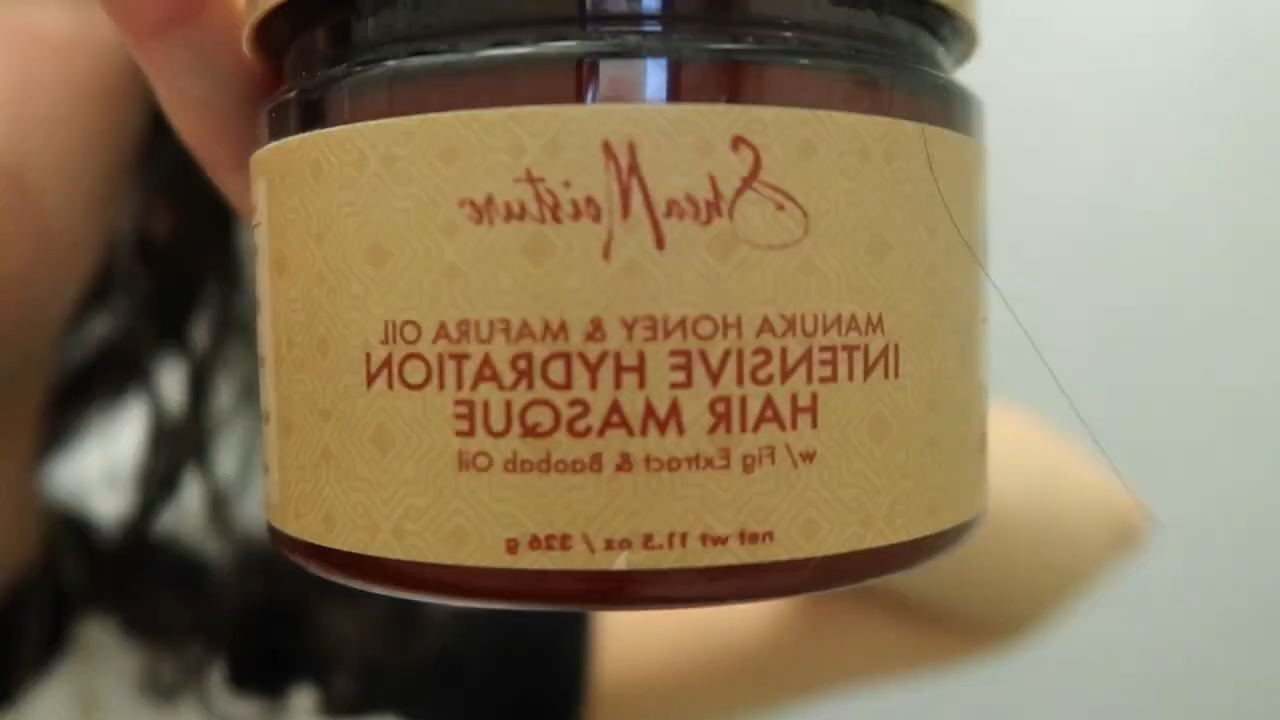 SheaMoisture
MANUKA HONEY & MAFURA OIL
INTENSIVE HYDRATION
HAIR MASQUE
w/ Fig Extract & Baobab Oil
net wt 11.5 oz / 326 g